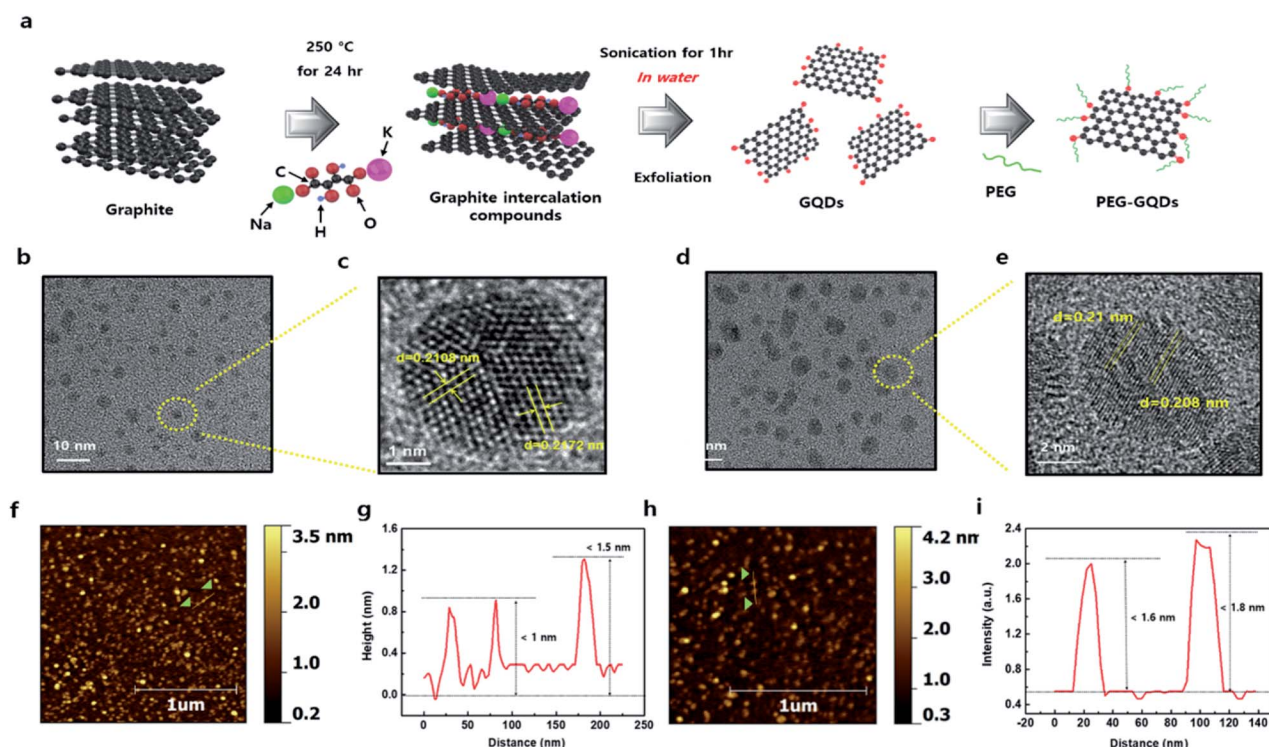 a
250 °C
for 24 hr
Sonication for 1hr
In water
K
C
Na
H
O
Graphite
Graphite intercalation
compounds
Exfoliation
GQDs
PEG
PEG-GQDs
b
10 nm
c
d=0.2108 nm
d=0.2172 nm
1 nm
d
nm
e
d=0.21 nm
d=0.208 nm
2 nm
f
1um
3.5 nm
2.0
1.0
0.2
g
Height (nm)
1.6
1.2
0.8
0.4
0.0
< 1 nm
< 1.5 nm
0
50
100
150
200
250
Distance (nm)
h
1um
4.2 nm
3.0
2.0
1.0
0.3
i
Intensity (a.u.)
2.4
2.0
1.6
1.2
0.8
0.4
< 1.6 nm
< 1.8 nm
-20
0
20
40
60
80
100
120
140
Distance (nm)